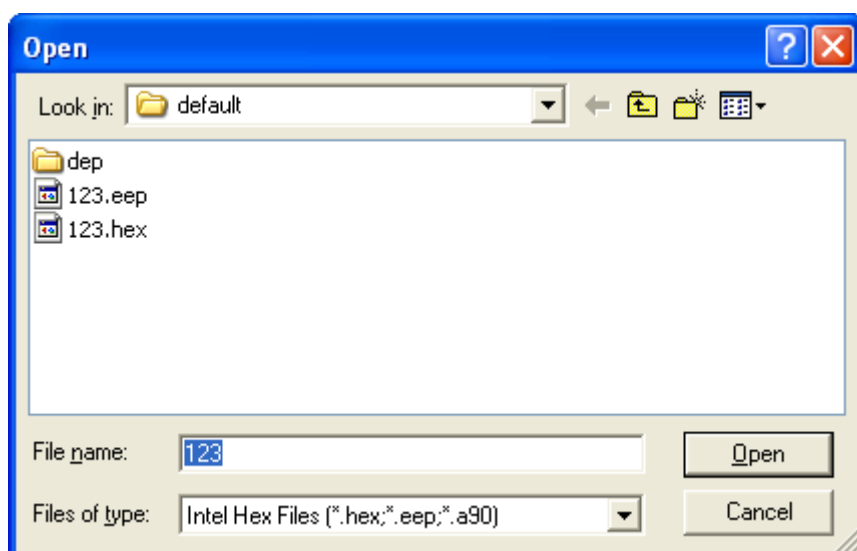 Open
Look in: default
dep
123.eep
123.hex
File name: 123 Open
Files of type: Intel Hex Files (*.hex;*.eep;*.a90) Cancel